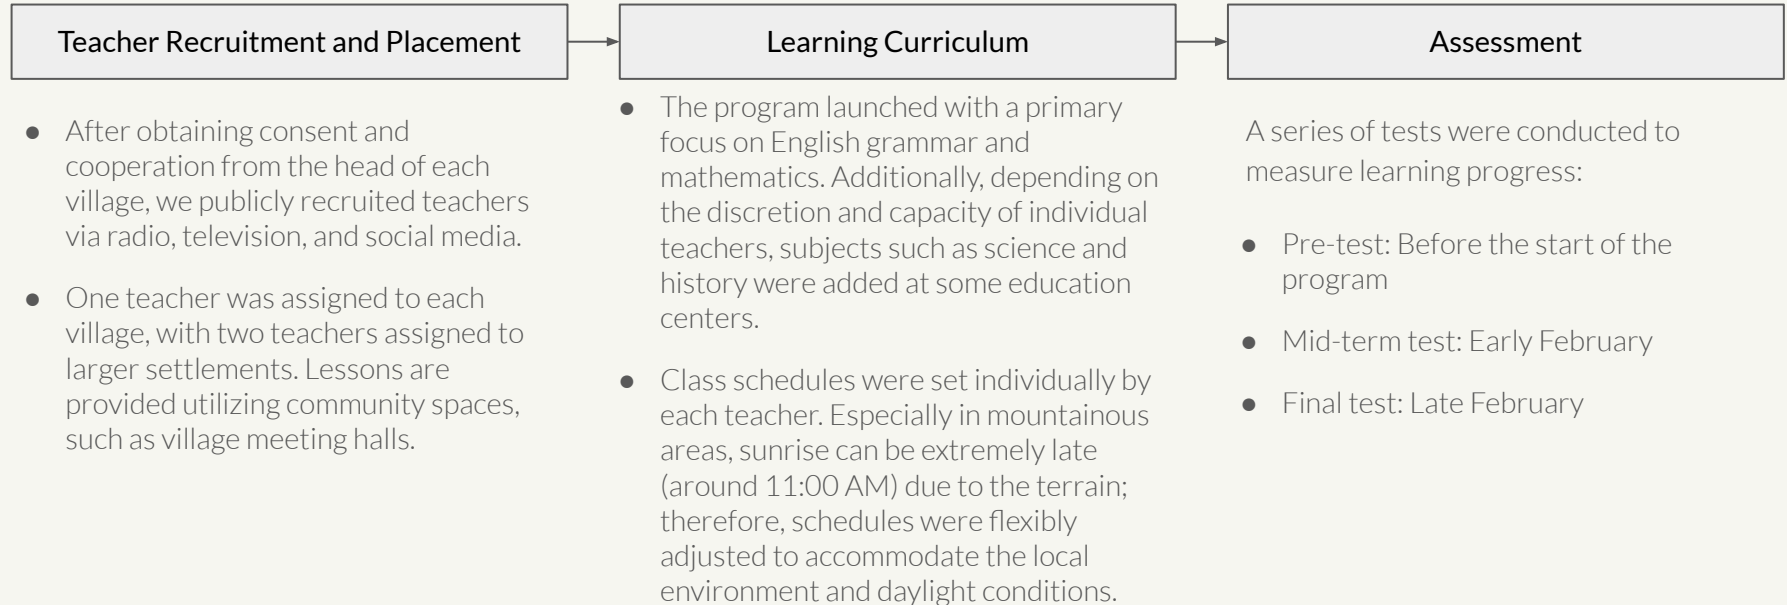 Teacher Recruitment and Placement
● After obtaining consent and
cooperation from the head of each
village, we publicly recruited teachers
via radio, television, and social media.
● One teacher was assigned to each
village, with two teachers assigned to
larger settlements. Lessons are
provided utilizing community spaces,
such as village meeting halls.
Learning Curriculum
● The program launched with a primary
focus on English grammar and
mathematics. Additionally, depending on
the discretion and capacity of individual
teachers, subjects such as science and
history were added at some education
centers.
● Class schedules were set individually by
each teacher. Especially in mountainous
areas, sunrise can be extremely late
(around 11:00 AM) due to the terrain;
therefore, schedules were flexibly
adjusted to accommodate the local
environment and daylight conditions.
Assessment
A series of tests were conducted to
measure learning progress:
● Pre-test: Before the start of the
program
● Mid-term test: Early February
● Final test: Late February